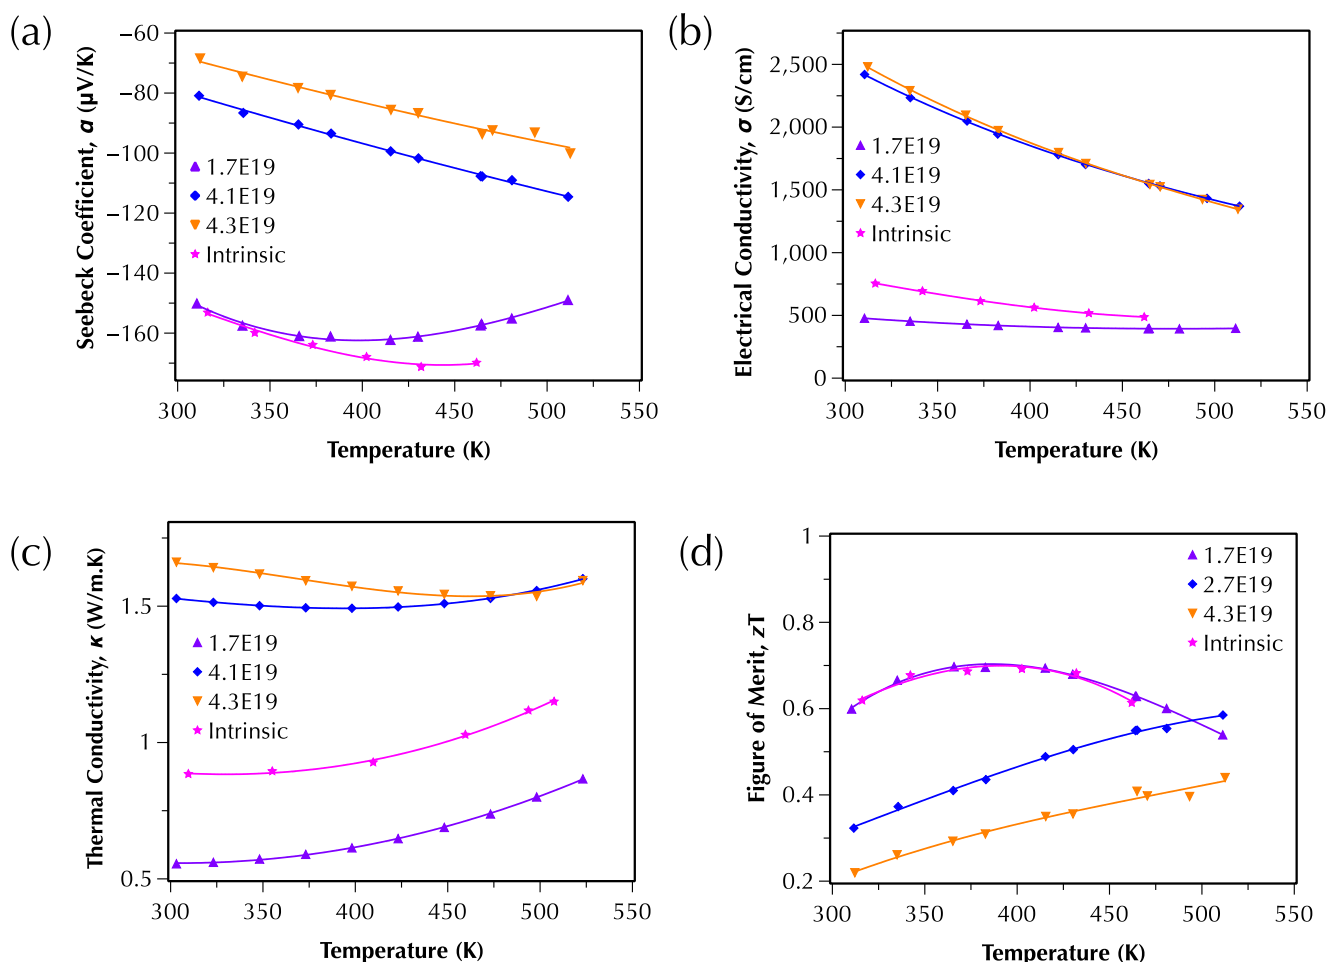 (a)
Seebeck Coefficient, α (μV/K)
−60
−80
−100
−120
−140
−160
1.7E19
4.1E19
4.3E19
Intrinsic
300 350 400 450 500 550
Temperature (K)
(b)
Electrical Conductivity, σ (S/cm)
2,500
2,000
1,500
1,000
500
0
1.7E19
4.1E19
4.3E19
Intrinsic
300 350 400 450 500 550
Temperature (K)
(c)
Thermal Conductivity, κ (W/m.K)
1.5
1
0.5
1.7E19
4.1E19
4.3E19
Intrinsic
300 350 400 450 500 550
Temperature (K)
(d)
Figure of Merit, zT
1
0.8
0.6
0.4
0.2
1.7E19
2.7E19
4.3E19
Intrinsic
300 350 400 450 500 550
Temperature (K)